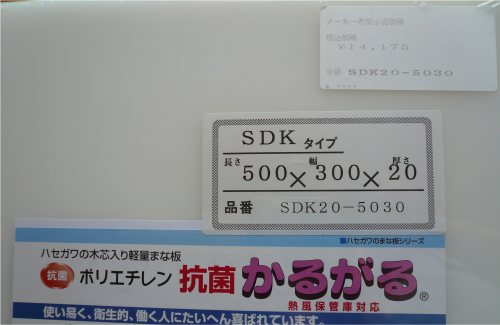 メーカー希望小売価格
税込価格
￥14,175
品番 SDK20-5030
SDK タイプ
長さ 幅 厚さ
500×300×20
品番 SDK20-5030
■ハセガワのまな板シリーズ
ハセガワの木芯入り軽量まな板
抗菌 ポリエチレン 抗菌 かるがる®
熱風保管庫対応
使い易く、衛生的、働く人にたいへん喜ばれています。